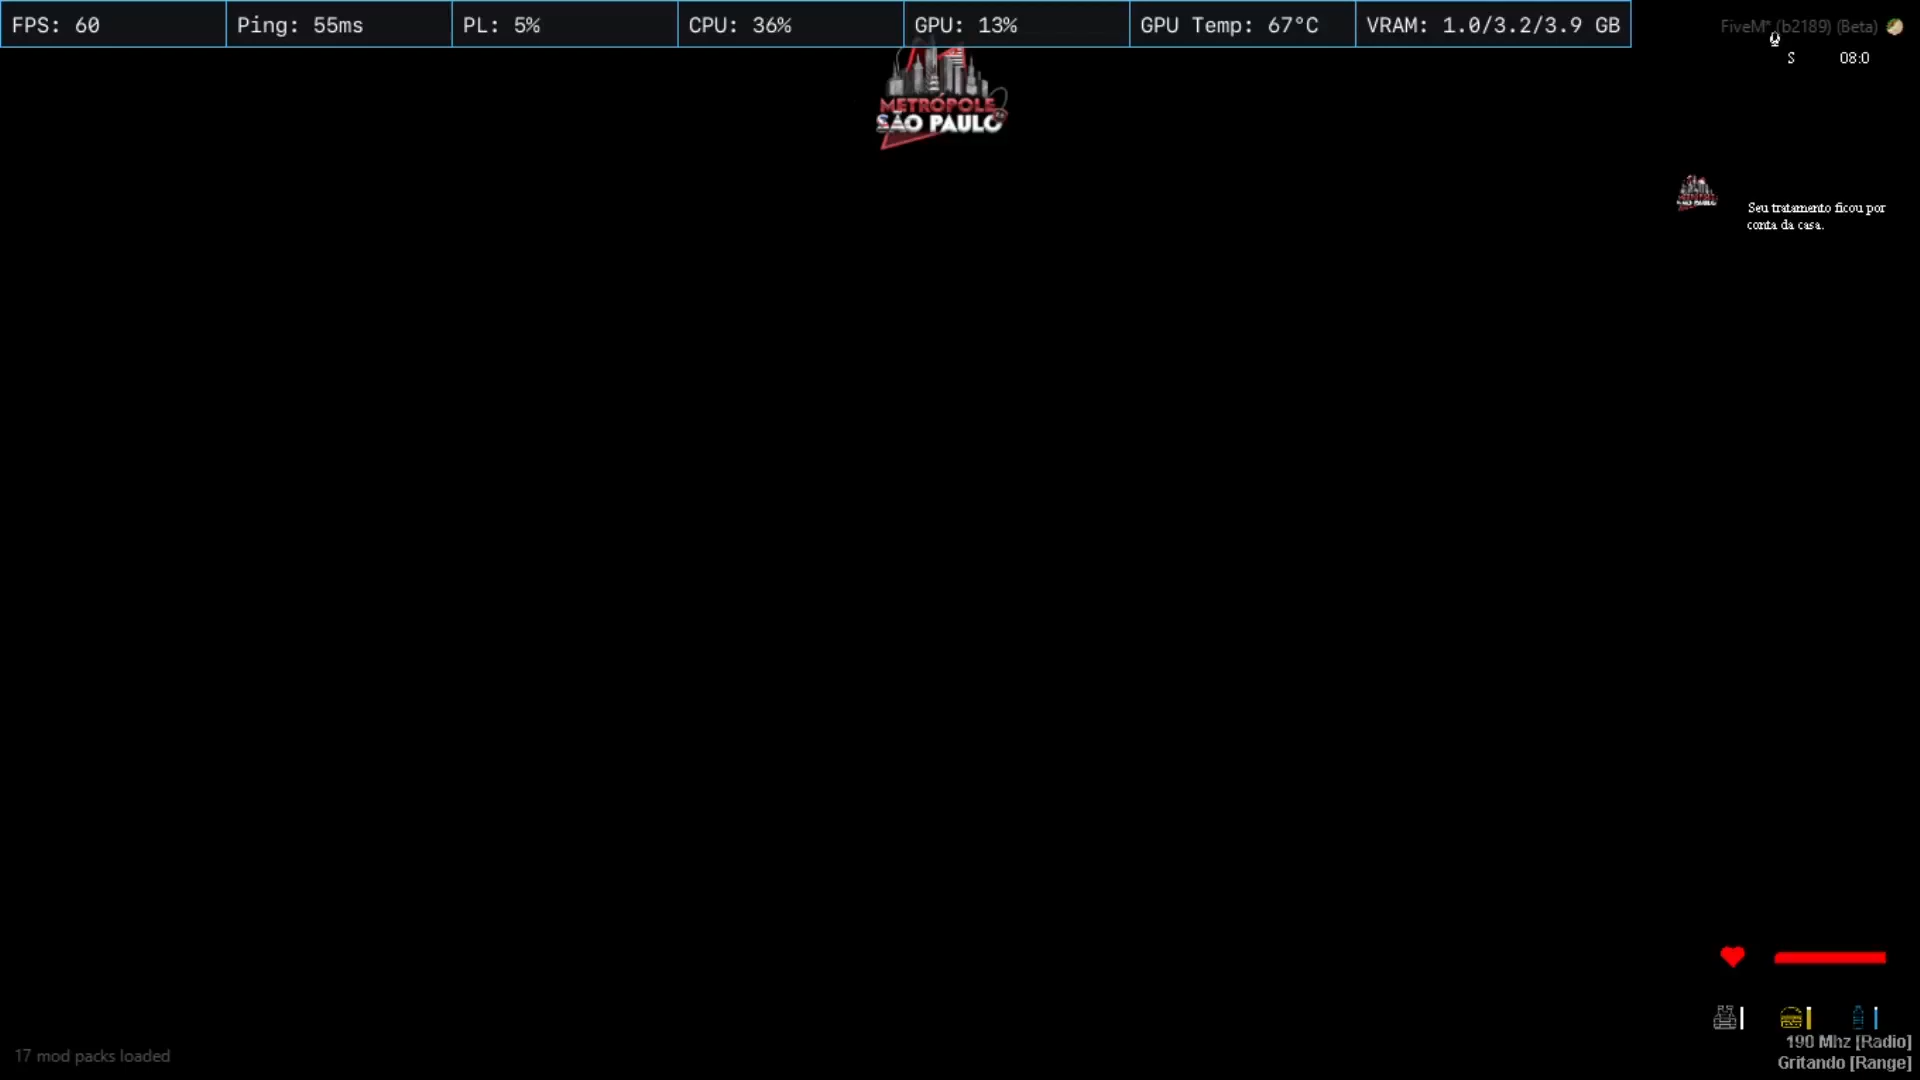 FPS: 60
Ping: 55ms
PL: 5%
CPU: 36%
GPU: 13%
GPU Temp: 67°C
VRAM: 1.0/3.2/3.9 GB
FiveM* (b2189) (Beta)
S 08:0
METRÓPOLE
SÃO PAULO
Seu tratamento ficou por
conta da casa.
190 Mhz [Radio]
Gritando [Range]
17 mod packs loaded